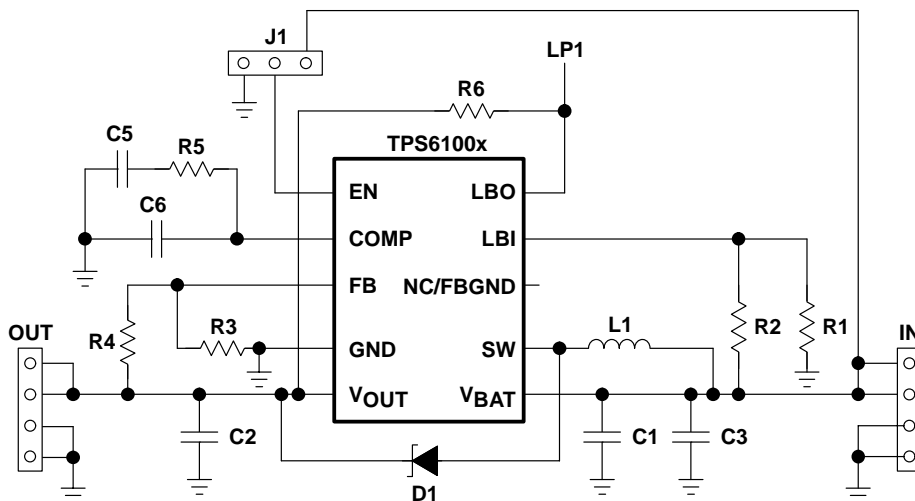 J1
LP1
R6
TPS6100x
C5
R5
EN
LBO
C6
COMP
LBI
FB
NC/FBGND
OUT
R4
R3
L1
R2
R1
IN
GND
SW
VOUT
VBAT
C2
C1
C3
D1